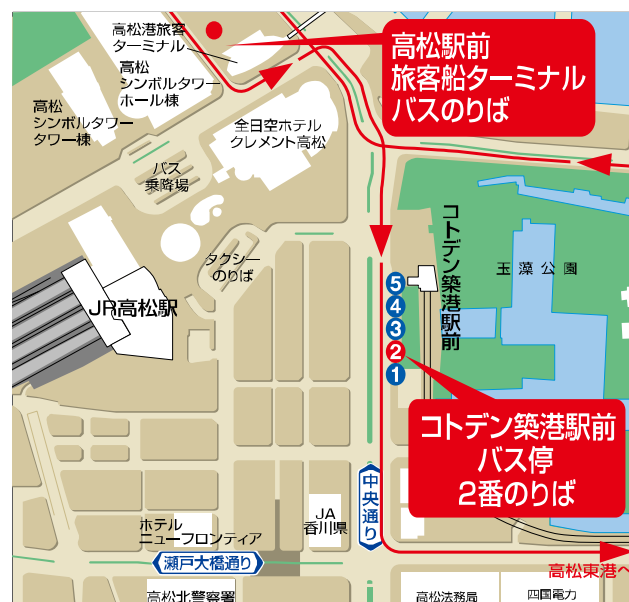 高松港旅客
ターミナル
高松
シンボルタワー
ホール棟
高松
シンボルタワー
タワー棟
全日空ホテル
クレメント高松
高松駅前
旅客船ターミナル
バスのりば
バス
乗降場
タクシー
のりば
JR高松駅
コトデン築港駅前
玉藻公園
5
4
3
2
1
コトデン築港駅前
バス停
2番のりば
中央通り
JA
香川県
ホテル
ニューフロンティア
瀬戸大橋通り
高松東港へ
高松北警察署
高松法務局
四国電力